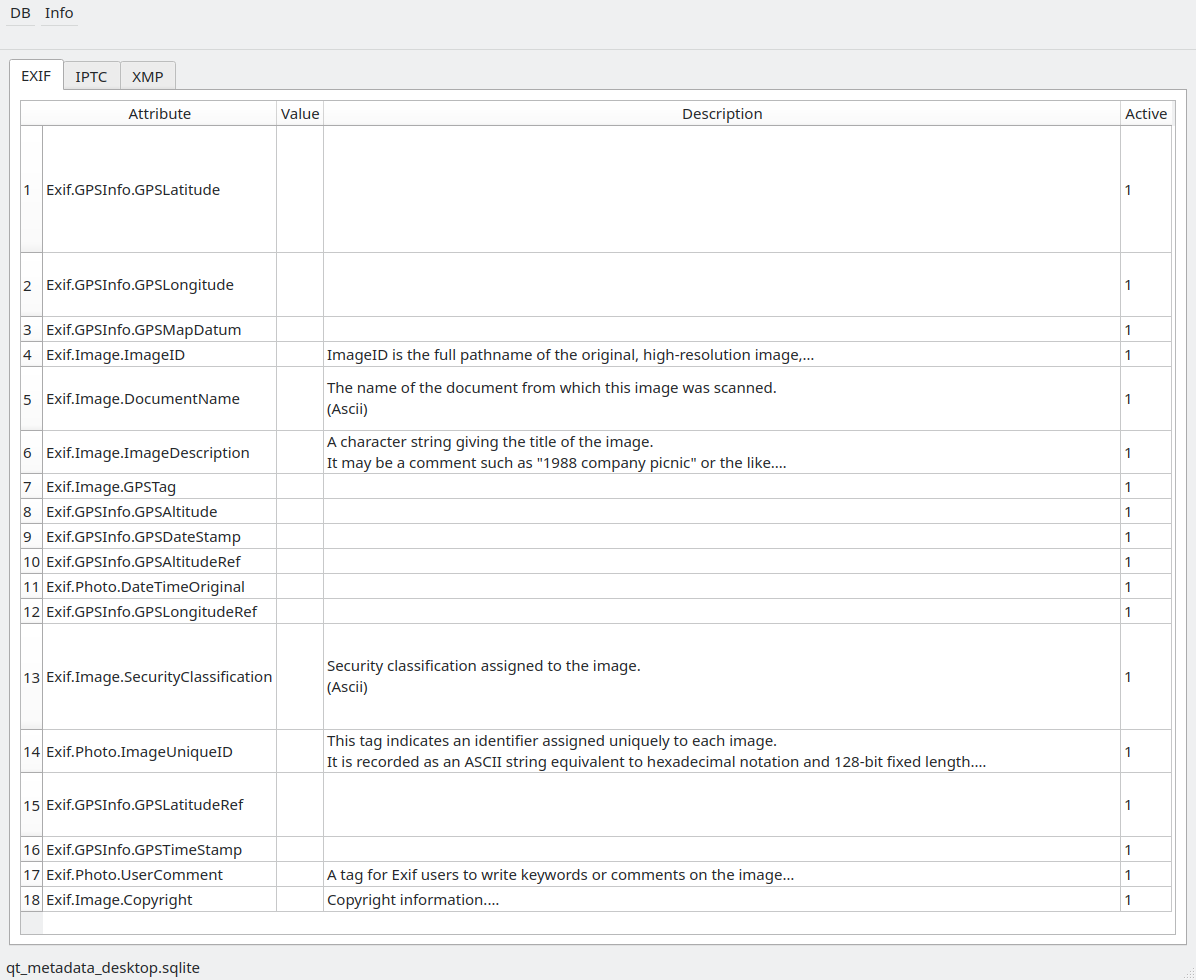 DB Info
EXIF IPTC XMP
Attribute Value Description Active
1 Exif.GPSInfo.GPSLatitude 1
2 Exif.GPSInfo.GPSLongitude 1
3 Exif.GPSInfo.GPSMapDatum 1
4 Exif.Image.ImageID ImageID is the full pathname of the original, high-resolution image,... 1
5 Exif.Image.DocumentName The name of the document from which this image was scanned.
(Ascii) 1
6 Exif.Image.ImageDescription A character string giving the title of the image.
It may be a comment such as "1988 company picnic" or the like.... 1
7 Exif.Image.GPSTag 1
8 Exif.GPSInfo.GPSAltitude 1
9 Exif.GPSInfo.GPSDateStamp 1
10 Exif.GPSInfo.GPSAltitudeRef 1
11 Exif.Photo.DateTimeOriginal 1
12 Exif.GPSInfo.GPSLongitudeRef 1
13 Exif.Image.SecurityClassification Security classification assigned to the image.
(Ascii) 1
14 Exif.Photo.ImageUniqueID This tag indicates an identifier assigned uniquely to each image.
It is recorded as an ASCII string equivalent to hexadecimal notation and 128-bit fixed length.... 1
15 Exif.GPSInfo.GPSLatitudeRef 1
16 Exif.GPSInfo.GPSTimeStamp 1
17 Exif.Photo.UserComment A tag for Exif users to write keywords or comments on the image... 1
18 Exif.Image.Copyright Copyright information.... 1
qt_metadata_desktop.sqlite